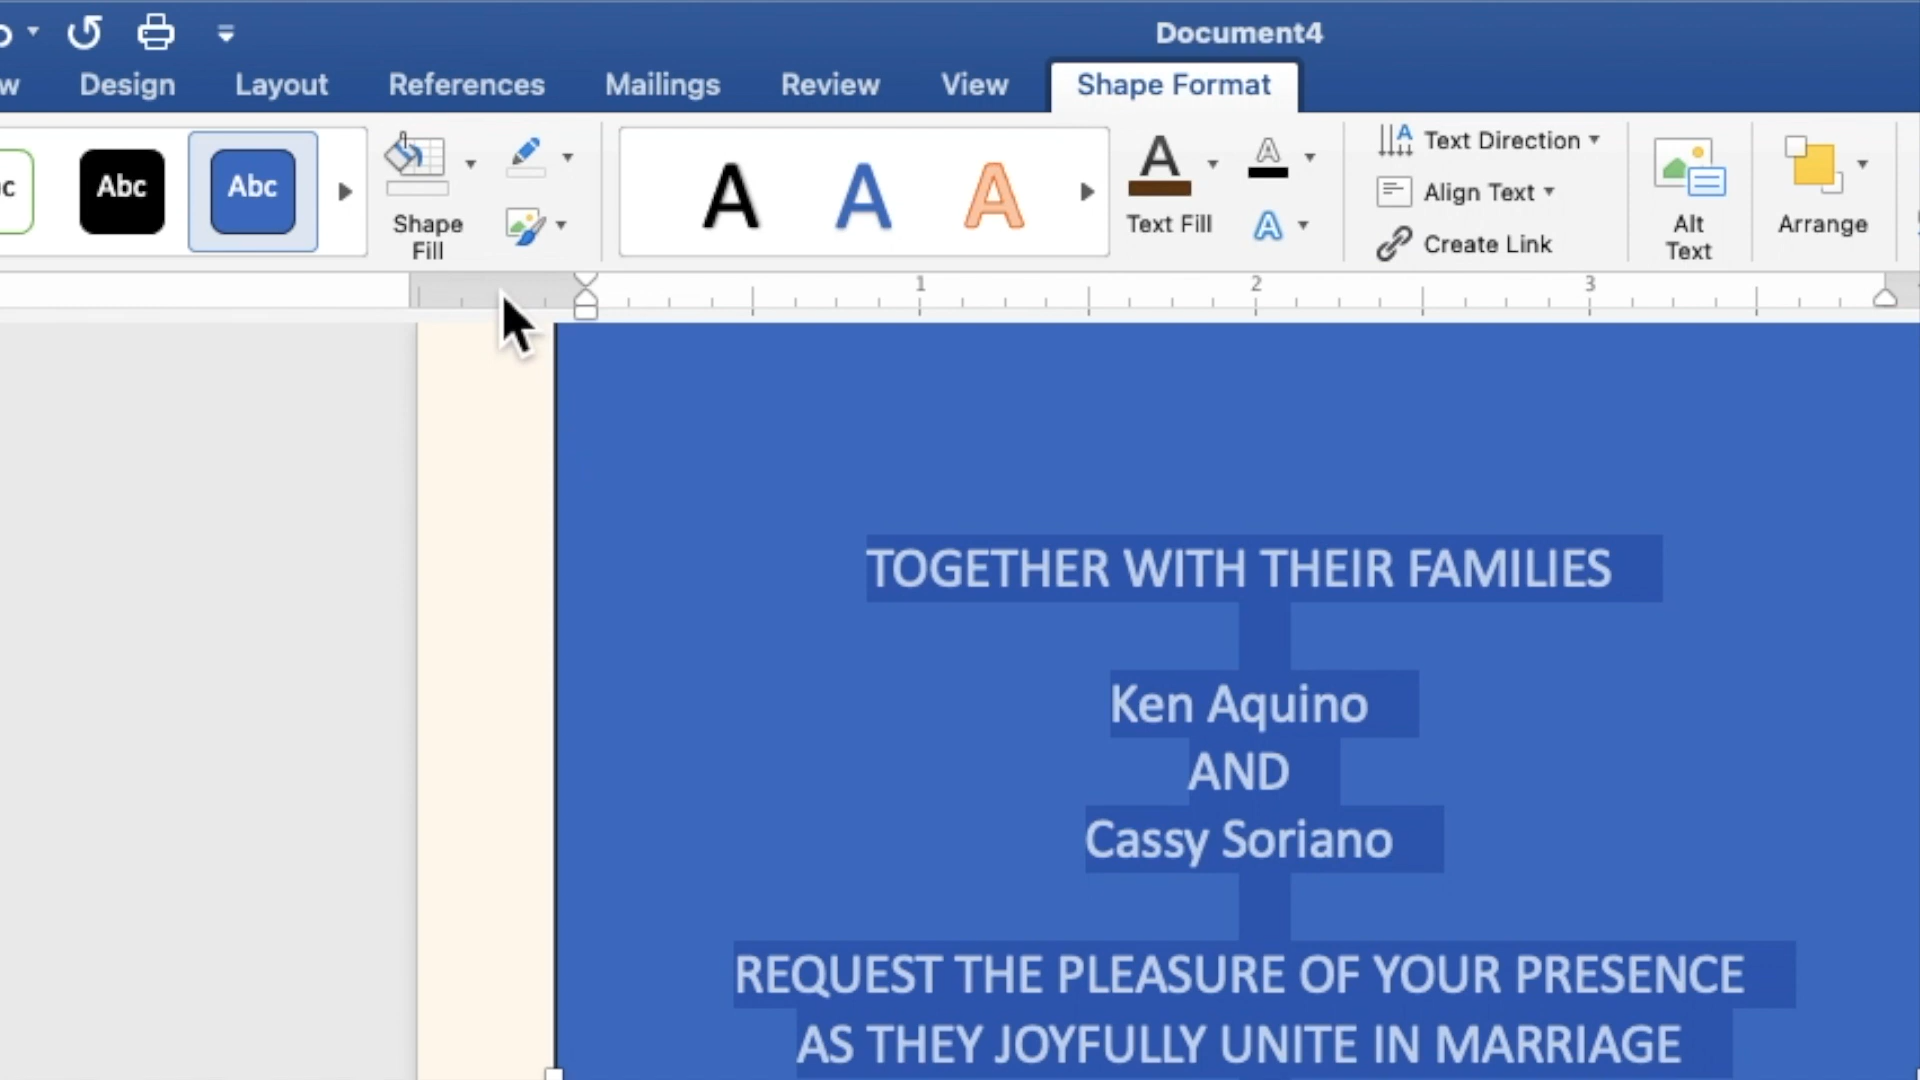 Document4
w Design Layout References Mailings Review View Shape Format
c Abc Abc
Shape
Fill
A A A
A A
Text Fill
A
A Text Direction
Align Text
Create Link
Alt
Text
Arrange
1 2 3
TOGETHER WITH THEIR FAMILIES
Ken Aquino
AND
Cassy Soriano
REQUEST THE PLEASURE OF YOUR PRESENCE
AS THEY JOYFULLY UNITE IN MARRIAGE